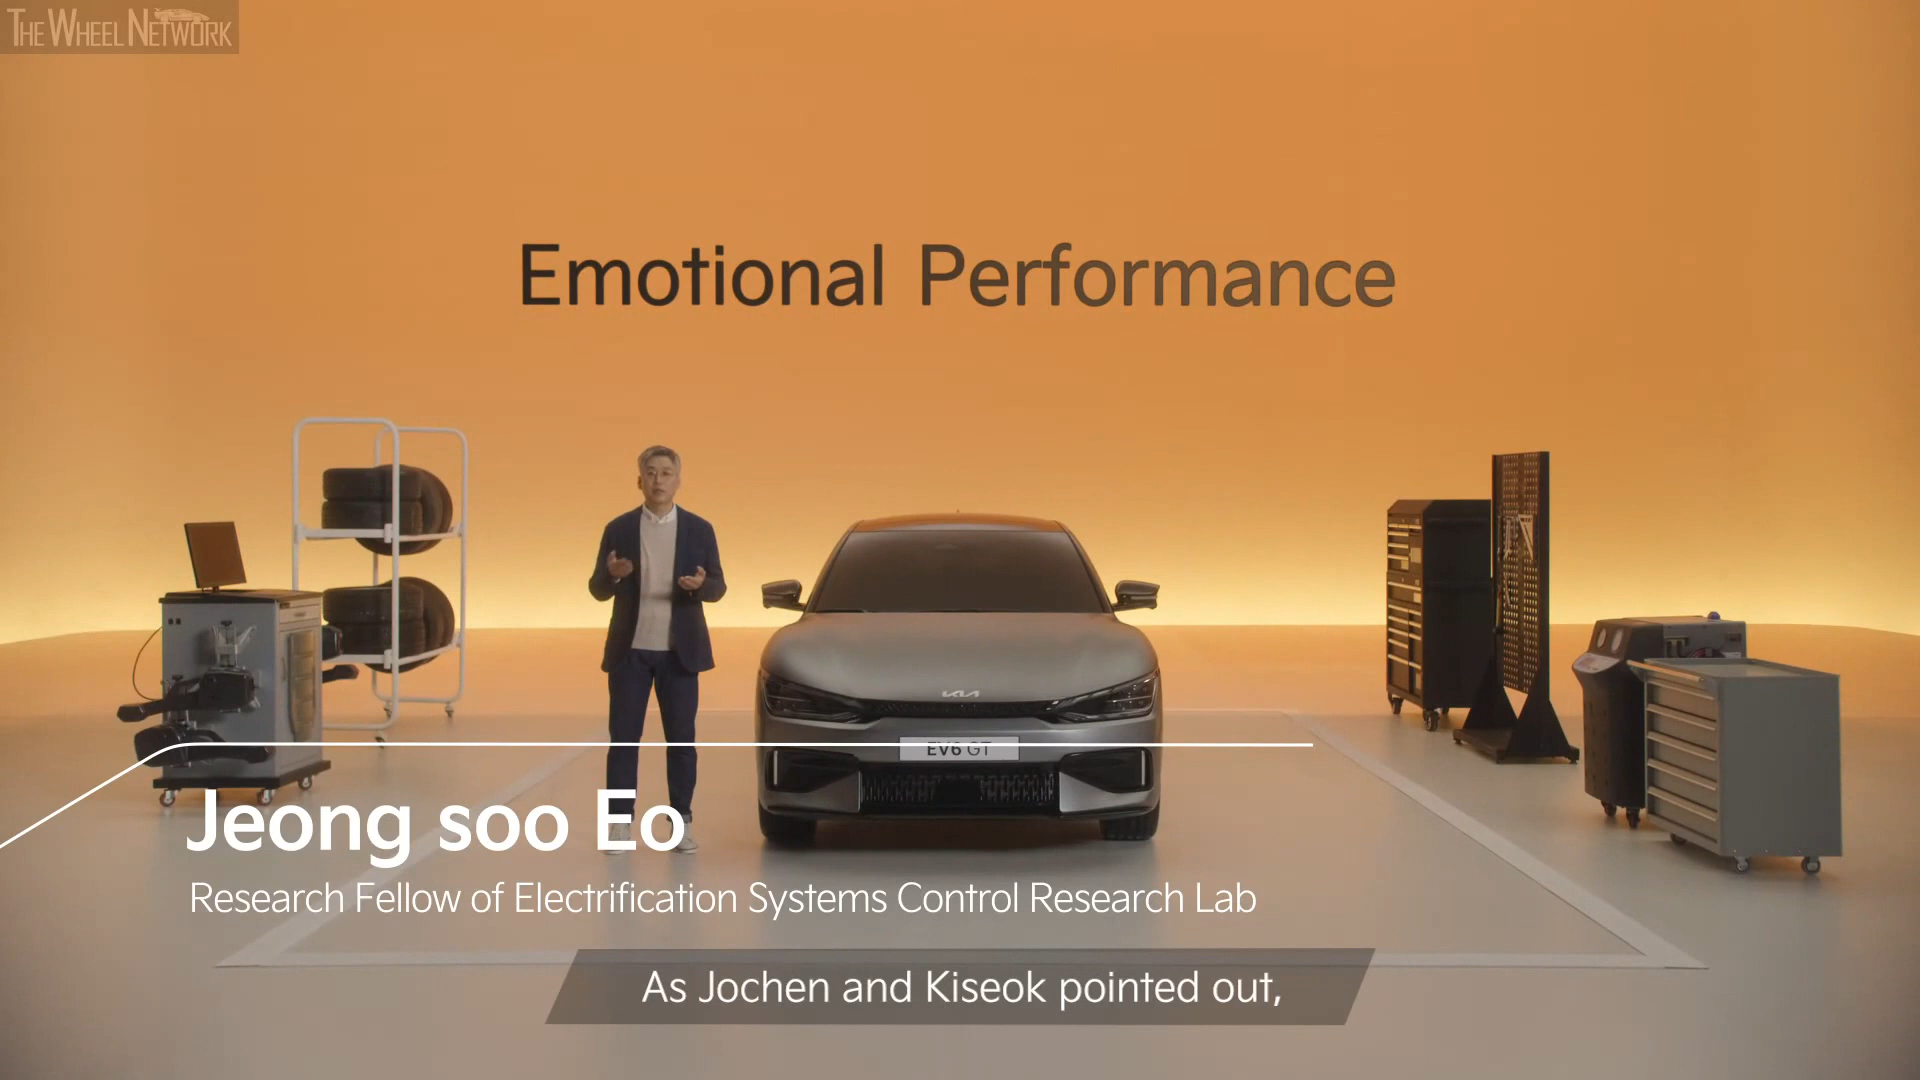 THE WHEEL NETWORK
Emotional Performance
KIA
EV6 GT
Jeong soo Eo
Research Fellow of Electrification Systems Control Research Lab
As Jochen and Kiseok pointed out,